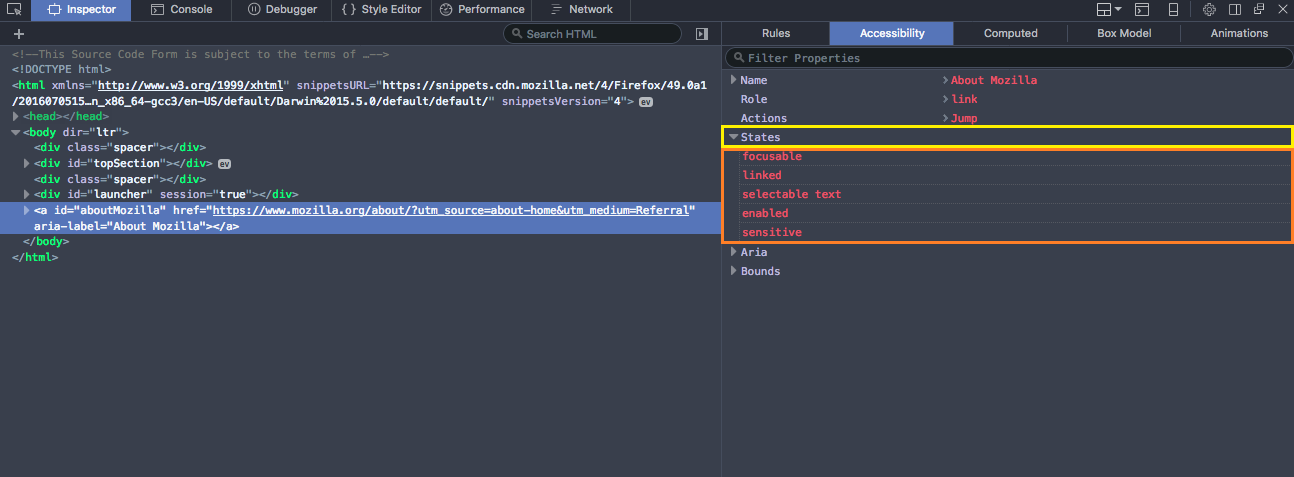 Inspector Console Debugger { } Style Editor Performance Network
+ Search HTML
<!--This Source Code Form is subject to the terms of …-->
<!DOCTYPE html>
<html xmlns="http://www.w3.org/1999/xhtml" snippetsURL="https://snippets.cdn.mozilla.net/4/Firefox/49.0a1
/2016070515…n_x86_64-gcc3/en-US/default/Darwin%2015.5.0/default/default/" snippetsVersion="4"> ev
<head></head>
<body dir="ltr">
<div class="spacer"></div>
<div id="topSection"></div> ev
<div class="spacer"></div>
<div id="launcher" session="true"></div>
<a id="aboutMozilla" href="https://www.mozilla.org/about/?utm_source=about-home&utm_medium=Referral"
aria-label="About Mozilla"></a>
</body>
</html>
Rules Accessibility Computed Box Model Animations
Filter Properties
Name About Mozilla
Role link
Actions Jump
States
focusable
linked
selectable text
enabled
sensitive
Aria
Bounds